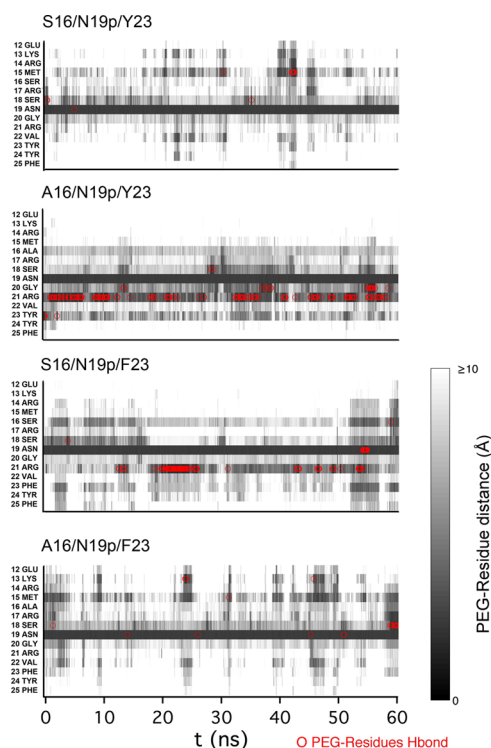 S16/N19p/Y23
12 GLU
13 LYS
14 ARG
15 MET
16 SER
17 ARG
18 SER
19 ASN
20 GLY
21 ARG
22 VAL
23 TYR
24 TYR
25 PHE
A16/N19p/Y23
12 GLU
13 LYS
14 ARG
15 MET
16 ALA
17 ARG
18 SER
19 ASN
20 GLY
21 ARG
22 VAL
23 TYR
24 TYR
25 PHE
S16/N19p/F23
12 GLU
13 LYS
14 ARG
15 MET
16 SER
17 ARG
18 SER
19 ASN
20 GLY
21 ARG
22 VAL
23 PHE
24 TYR
25 PHE
≥10
PEG-Residue distance (Å)
0
A16/N19p/F23
12 GLU
13 LYS
14 ARG
15 MET
16 ALA
17 ARG
18 SER
19 ASN
20 GLY
21 ARG
22 VAL
23 PHE
24 TYR
25 PHE
0 10 20 30 40 50 60
t (ns)
O PEG-Residues Hbond